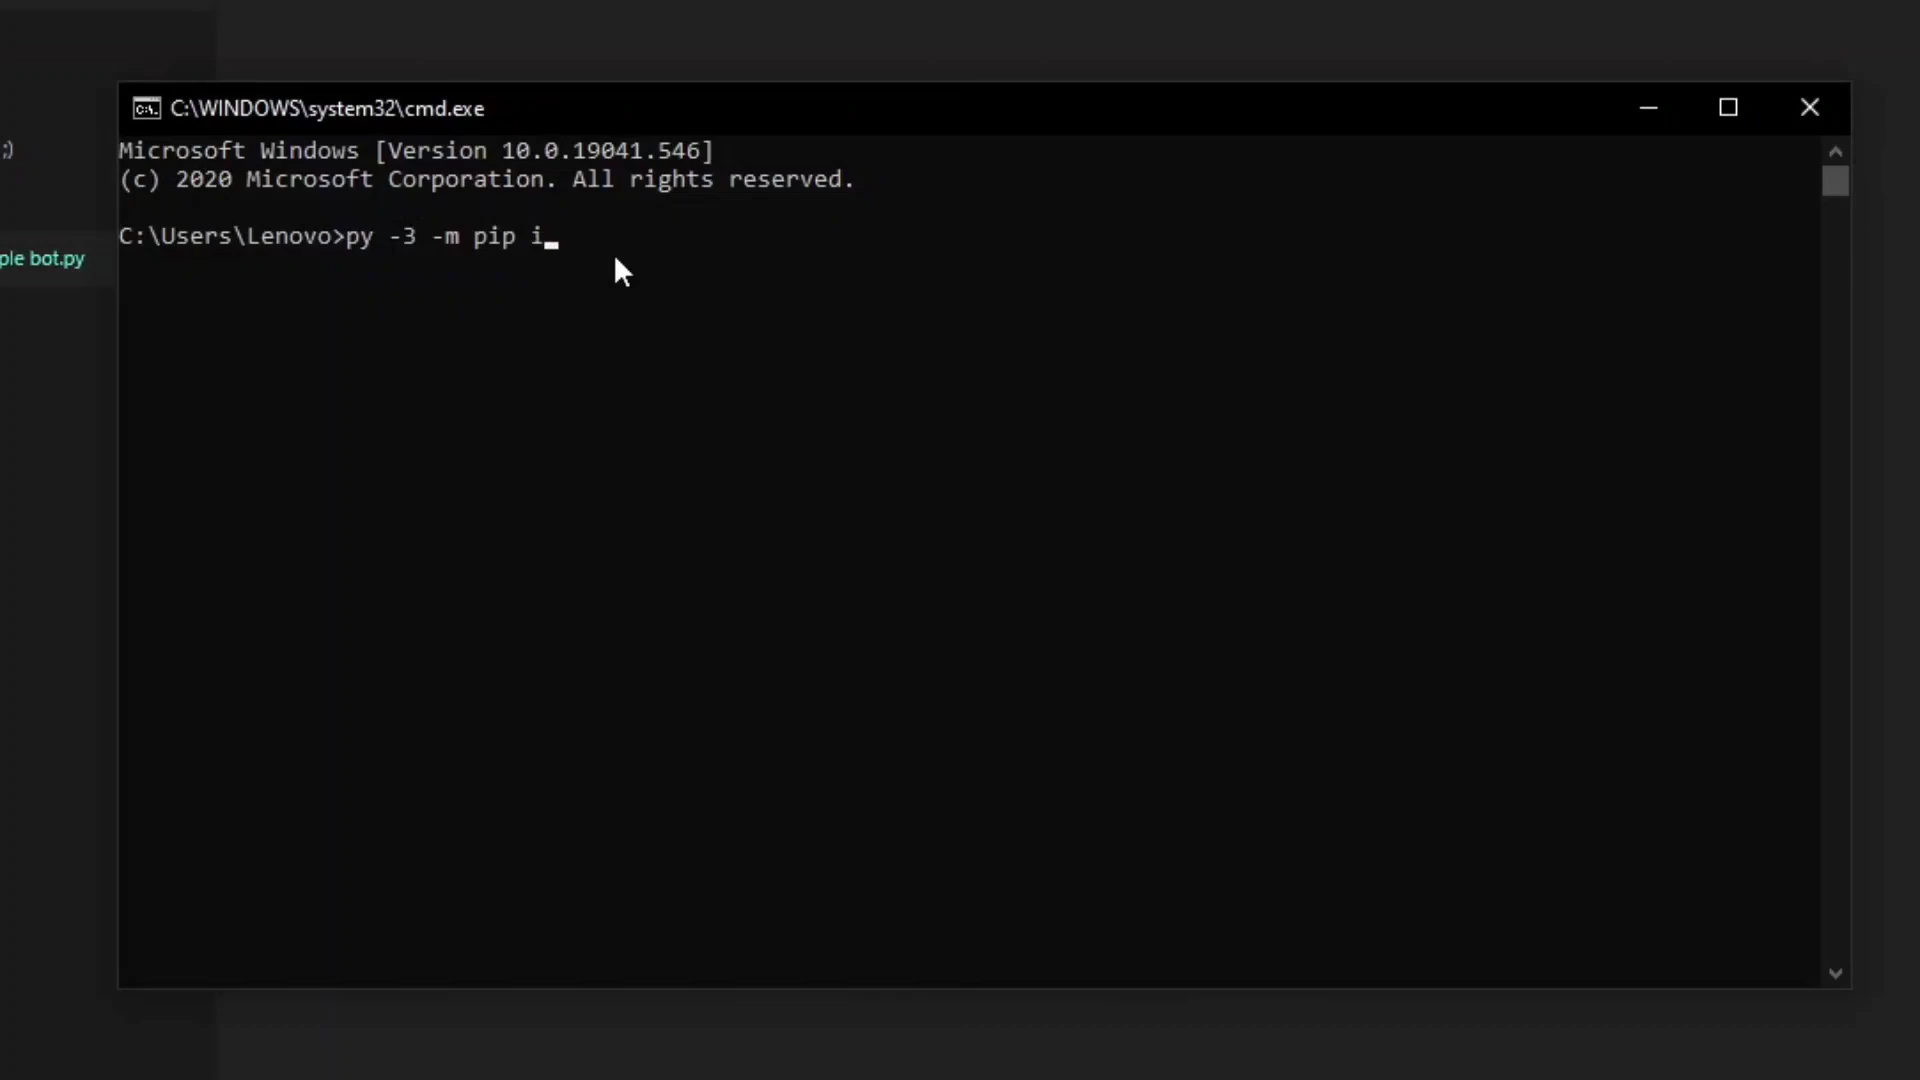 C:\WINDOWS\system32\cmd.exe
Microsoft Windows [Version 10.0.19041.546]
(c) 2020 Microsoft Corporation. All rights reserved.
;)
C:\Users\Lenovo>py -3 -m pip i
ple bot.py